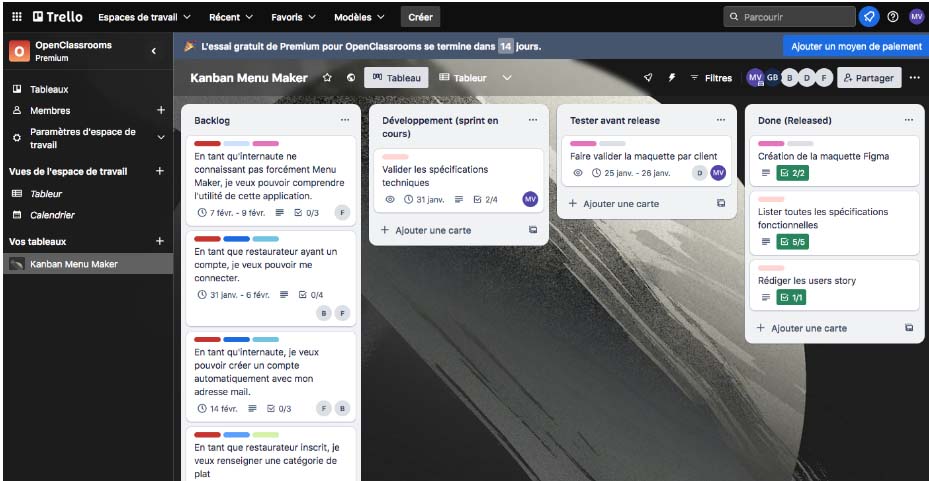 Trello
Espaces de travail
Récent
Favoris
Modèles
Créer
Parcourir
MV
OpenClassrooms
Premium
L'essai gratuit de Premium pour OpenClassrooms se termine dans 14 jours.
Ajouter un moyen de paiement
Kanban Menu Maker
Tableau
Tableur
Filtres
MV GB B D F
Partager
Tableaux
Membres
Paramètres d'espace de
travail
Vues de l'espace de travail
Tableur
Calendrier
Vos tableaux
Kanban Menu Maker
Backlog
En tant qu'internaute ne
connaissant pas forcément Menu
Maker, je veux pouvoir comprendre
l'utilité de cette application.
7 févr. - 9 févr. 0/3 F
En tant que restaurateur ayant un
compte, je veux pouvoir me
connecter.
31 janv. - 6 févr. 0/4
B F
En tant qu'internaute, je veux
pouvoir créer un compte
automatiquement avec mon
adresse mail.
14 févr. 0/3 F B
En tant que restaurateur inscrit, je
veux renseigner une catégorie de
plat
Développement (sprint en
cours)
Valider les spécifications
techniques
31 janv. 2/4 MV
+ Ajouter une carte
Tester avant release
Faire valider la maquette par client
25 janv. - 26 janv. D MV
+ Ajouter une carte
Done (Released)
Création de la maquette Figma
2/2
Lister toutes les spécifications
fonctionnelles
5/5
Rédiger les users story
1/1
+ Ajouter une carte